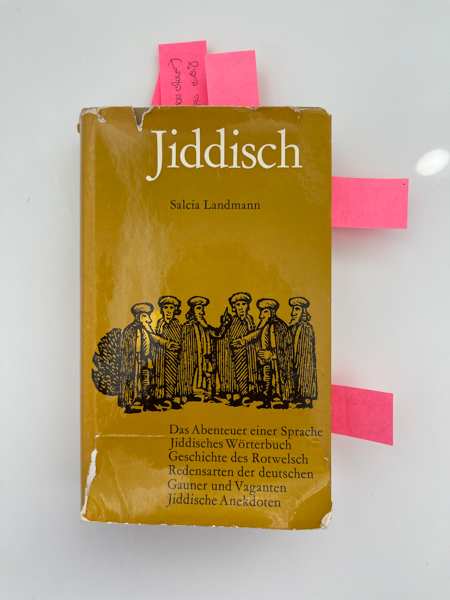 Jiddisch
Salcia Landmann
Das Abenteuer einer Sprache
Jiddisches Wörterbuch
Geschichte des Rotwelsch
Redensarten der deutschen
Gauner und Vaganten
Jiddische Anekdoten